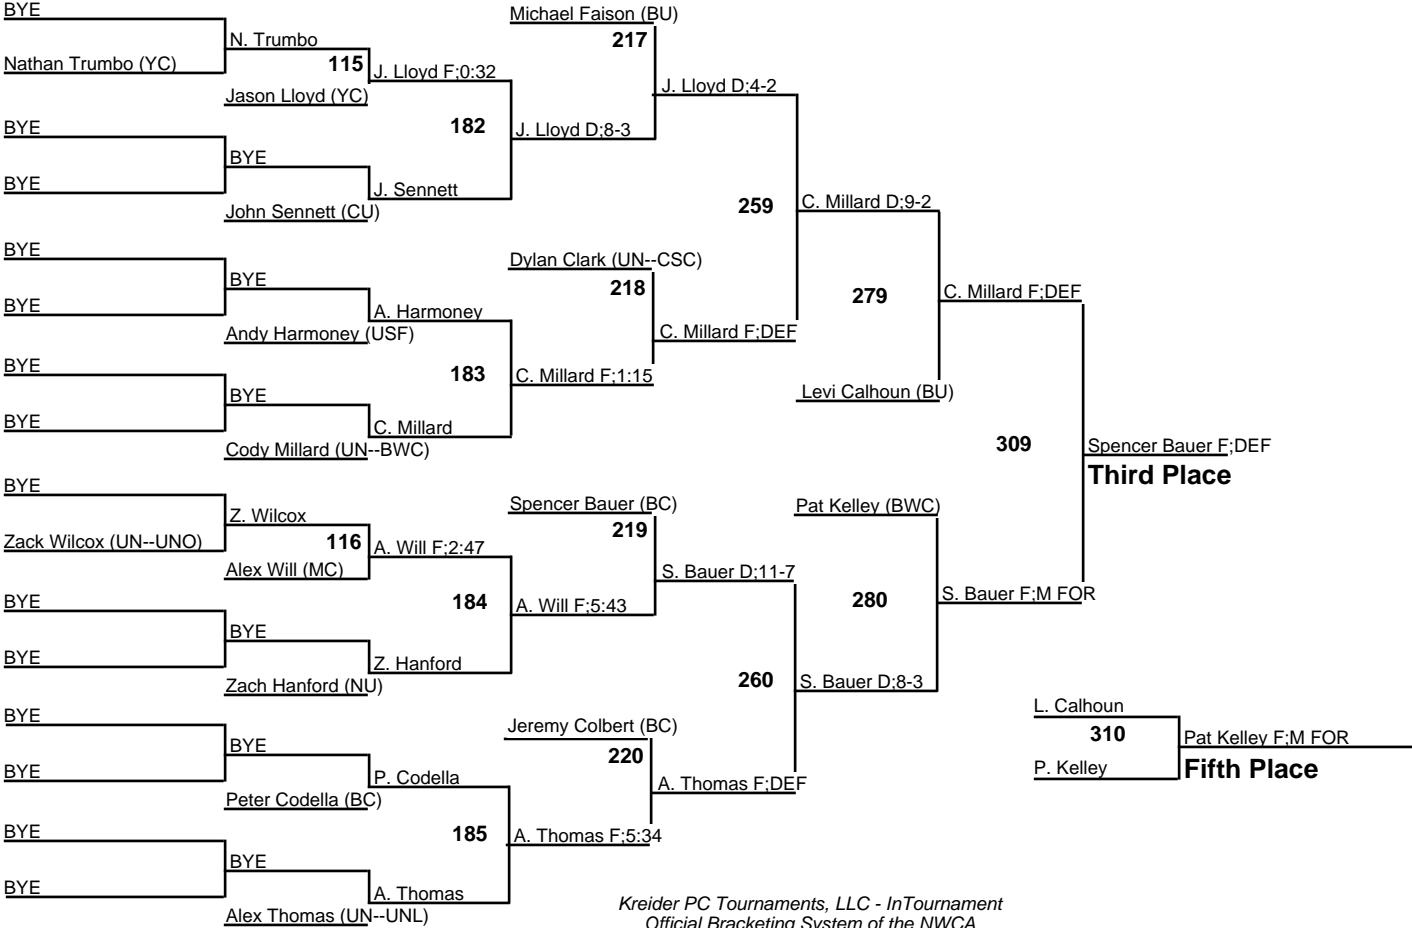 BYE
Michael Faison (BU)
N. Trumbo
217
Nathan Trumbo (YC)
115
J. Lloyd F;0:32
Jason Lloyd (YC)
J. Lloyd D;4-2
BYE
182
J. Lloyd D;8-3
BYE
BYE
J. Sennett
John Sennett (CU)
259
C. Millard D;9-2
BYE
Dylan Clark (UN--CSC)
BYE
218
279
C. Millard F;DEF
BYE
A. Harmoney
Andy Harmoney (USF)
C. Millard F;DEF
BYE
183
C. Millard F;1:15
BYE
Levi Calhoun (BU)
BYE
C. Millard
Cody Millard (UN--BWC)
309
Spencer Bauer F;DEF
Third Place
BYE
Spencer Bauer (BC)
Pat Kelley (BWC)
Z. Wilcox
219
Zack Wilcox (UN--UNO)
116
A. Will F;2:47
Alex Will (MC)
S. Bauer D;11-7
BYE
184
A. Will F;5:43
280
S. Bauer F;M FOR
BYE
BYE
Z. Hanford
Zach Hanford (NU)
260
S. Bauer D;8-3
BYE
Jeremy Colbert (BC)
L. Calhoun
BYE
220
310
Pat Kelley F;M FOR
BYE
P. Codella
P. Kelley
Fifth Place
Peter Codella (BC)
A. Thomas F;DEF
BYE
185
A. Thomas F;5:34
BYE
BYE
A. Thomas
Alex Thomas (UN--UNL)
Kreider PC Tournaments, LLC - InTournament
Official Bracketing System of the NWCA